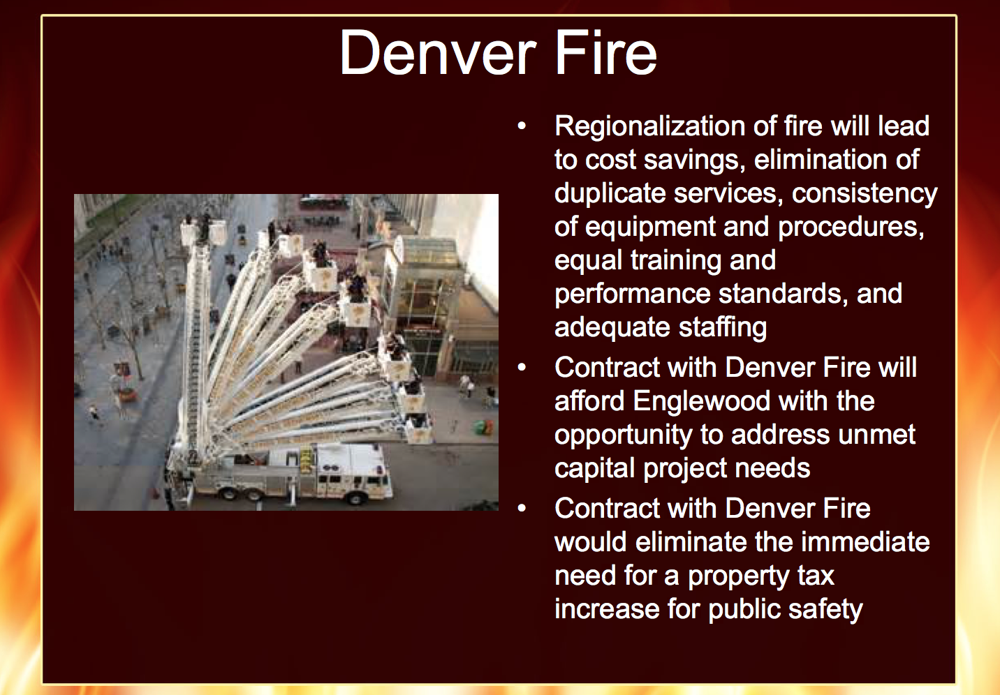 Denver Fire
• Regionalization of fire will lead
to cost savings, elimination of
duplicate services, consistency
of equipment and procedures,
equal training and
performance standards, and
adequate staffing
• Contract with Denver Fire will
afford Englewood with the
opportunity to address unmet
capital project needs
• Contract with Denver Fire
would eliminate the immediate
need for a property tax
increase for public safety